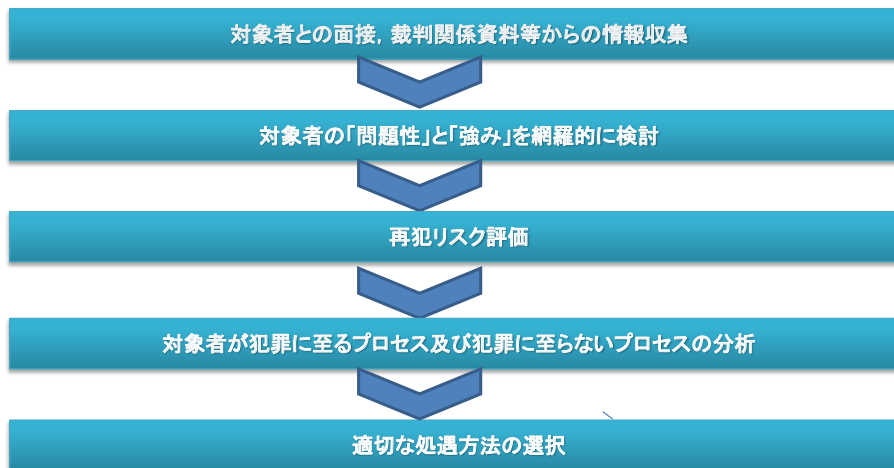 対象者との面接，裁判関係資料等からの情報収集
対象者の「問題性」と「強み」を網羅的に検討
再犯リスク評価
対象者が犯罪に至るプロセス及び犯罪に至らないプロセスの分析
適切な処遇方法の選択